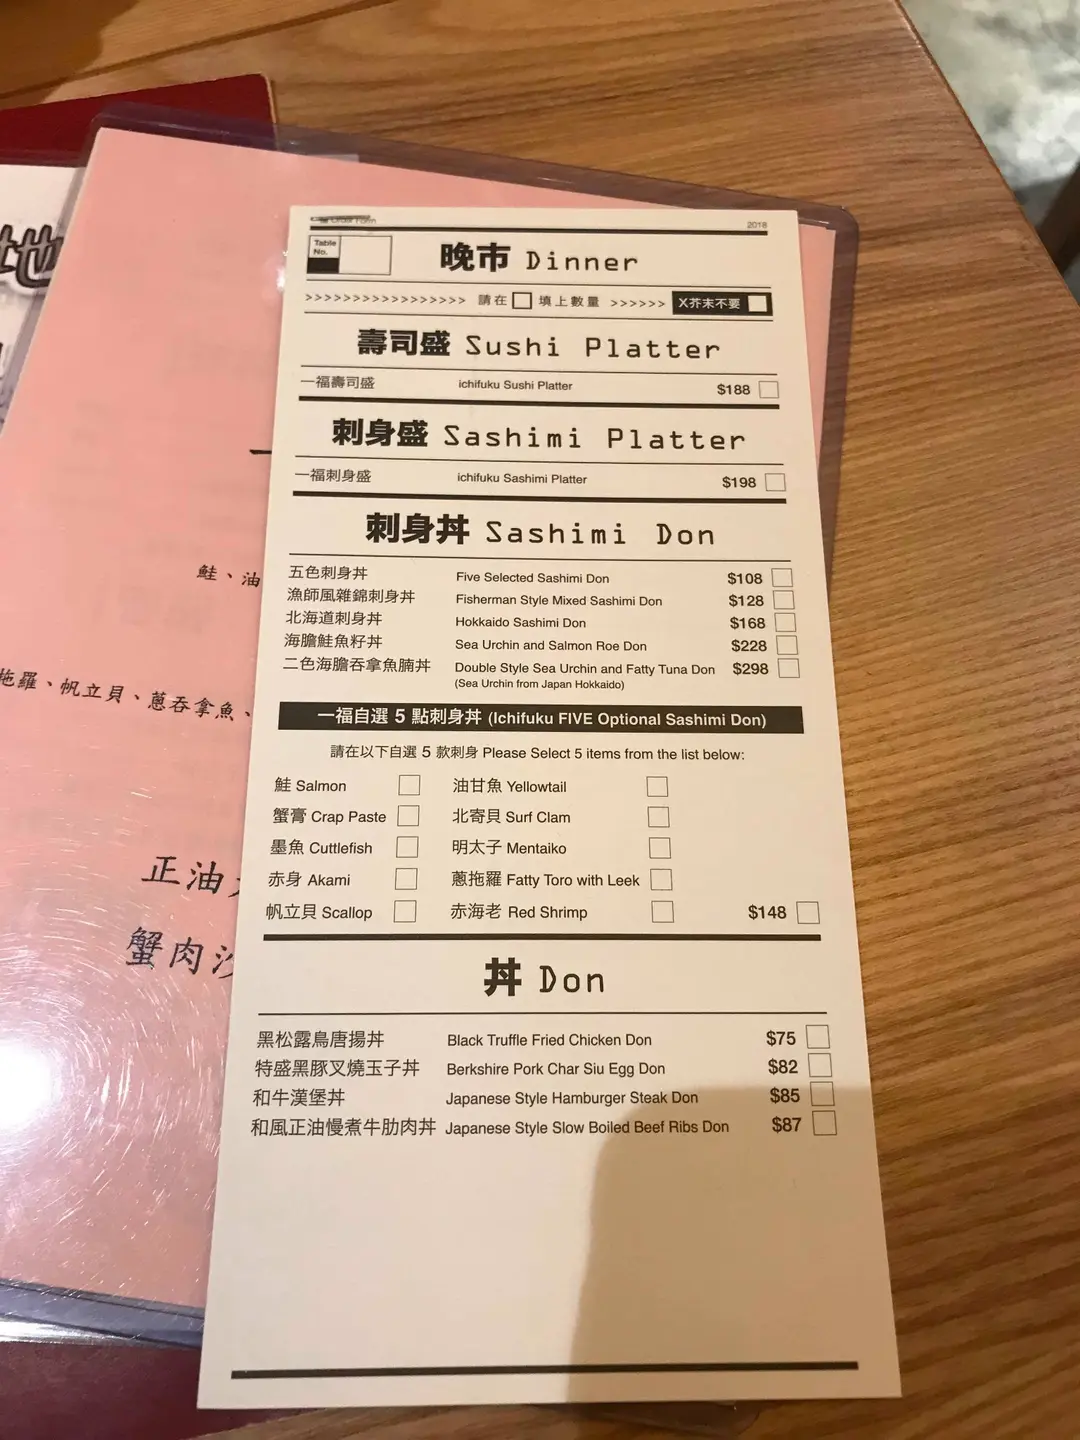 Order Form
2018
Table No.
晚市 Dinner
>>>>>>>>>>>>>>>>> 請在 填上數量 >>>>>> X芥末不要
壽司盛 Sushi Platter
一福壽司盛 ichifuku Sushi Platter $188
刺身盛 Sashimi Platter
一福刺身盛 ichifuku Sashimi Platter $198
刺身丼 Sashimi Don
五色刺身丼 Five Selected Sashimi Don $108
漁師風雜錦刺身丼 Fisherman Style Mixed Sashimi Don $128
北海道刺身丼 Hokkaido Sashimi Don $168
海膽鮭魚籽丼 Sea Urchin and Salmon Roe Don $228
二色海膽吞拿魚腩丼 Double Style Sea Urchin and Fatty Tuna Don $298
(Sea Urchin from Japan Hokkaido)
一福自選 5 點刺身丼 (Ichifuku FIVE Optional Sashimi Don)
請在以下自選 5 款刺身 Please Select 5 items from the list below:
鮭 Salmon 油甘魚 Yellowtail
蟹膏 Crap Paste 北寄貝 Surf Clam
墨魚 Cuttlefish 明太子 Mentaiko
赤身 Akami 蔥拖羅 Fatty Toro with Leek
帆立貝 Scallop 赤海老 Red Shrimp $148
丼 Don
黑松露鳥唐揚丼 Black Truffle Fried Chicken Don $75
特盛黑豚叉燒玉子丼 Berkshire Pork Char Siu Egg Don $82
和牛漢堡丼 Japanese Style Hamburger Steak Don $85
和風正油慢煮牛肋肉丼 Japanese Style Slow Boiled Beef Ribs Don $87
地
一
鮭、油
拖羅、帆立貝、蔥吞拿魚、
正油
蟹肉沙